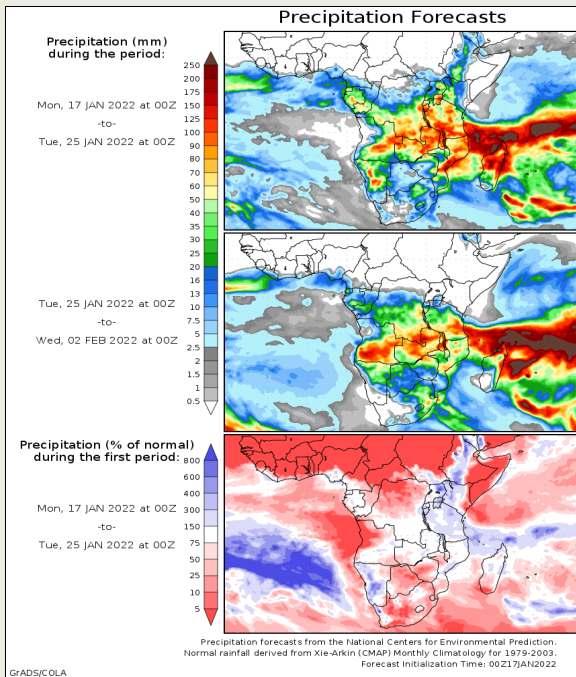 Precipitation Forecasts
Precipitation (mm)
during the period:
Mon, 17 JAN 2022 at 00Z
-to-
Tue, 25 JAN 2022 at 00Z
250
200
175
150
125
100
90
80
70
60
50
40
35
30
25
20
16
13
10
7.5
5
2.5
2
1.5
1
0.5
Tue, 25 JAN 2022 at 00Z
-to-
Wed, 02 FEB 2022 at 00Z
Precipitation (% of normal)
during the first period:
Mon, 17 JAN 2022 at 00Z
-to-
Tue, 25 JAN 2022 at 00Z
800
600
400
300
150
75
50
25
10
5
Precipitation forecasts from the National Centers for Environmental Prediction.
Normal rainfall derived from Xie-Arkin (CMAP) Monthly Climatology for 1979-2003.
Forecast Initialization Time: 00Z17JAN2022
GrADS/COLA